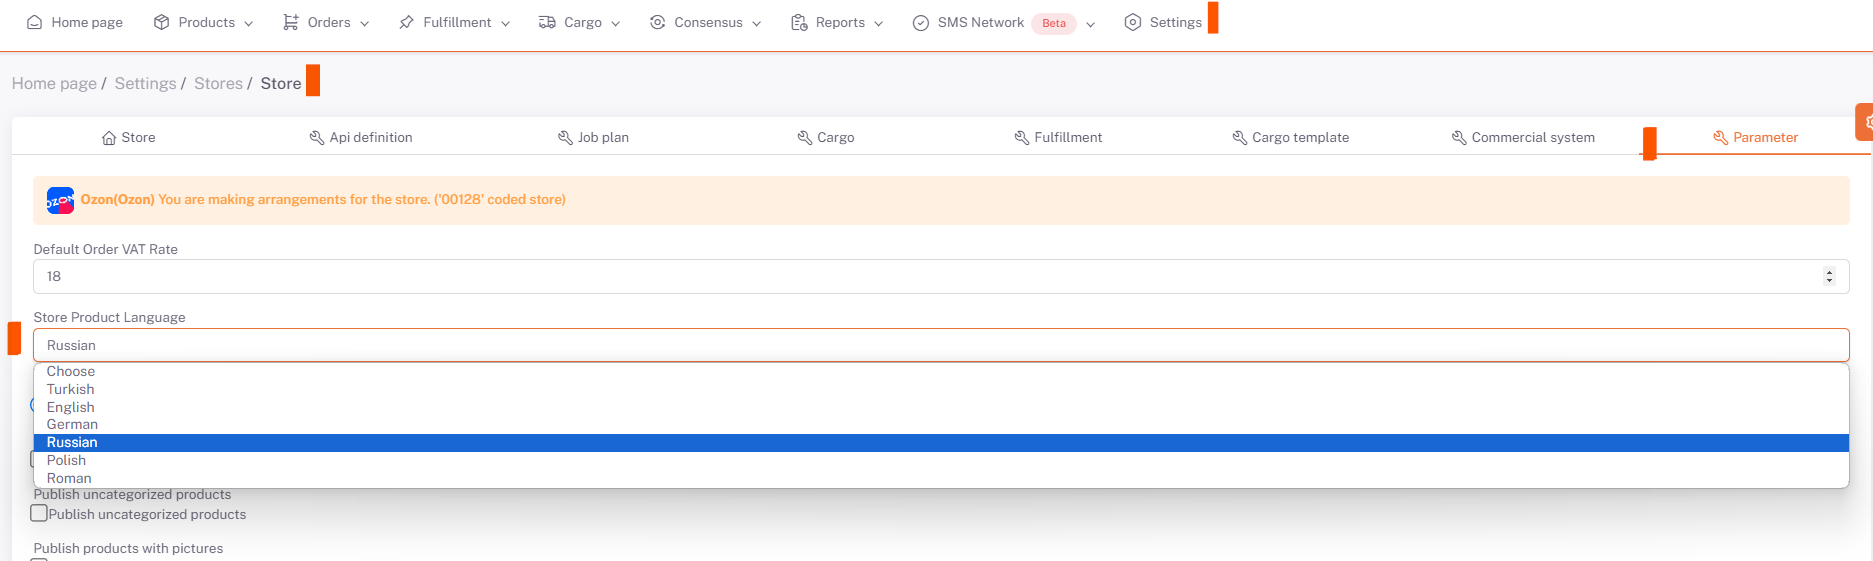 Home page Products Orders Fulfillment Cargo Consensus Reports SMS Network Beta Settings
Home page / Settings / Stores / Store
Store Api definition Job plan Cargo Fulfillment Cargo template Commercial system Parameter
OZON Ozon(Ozon) You are making arrangements for the store. ('00128' coded store)
Default Order VAT Rate
18
Store Product Language
Russian
Choose
Turkish
English
German
Russian
Polish
Roman
Publish uncategorized products
Publish uncategorized products
Publish products with pictures